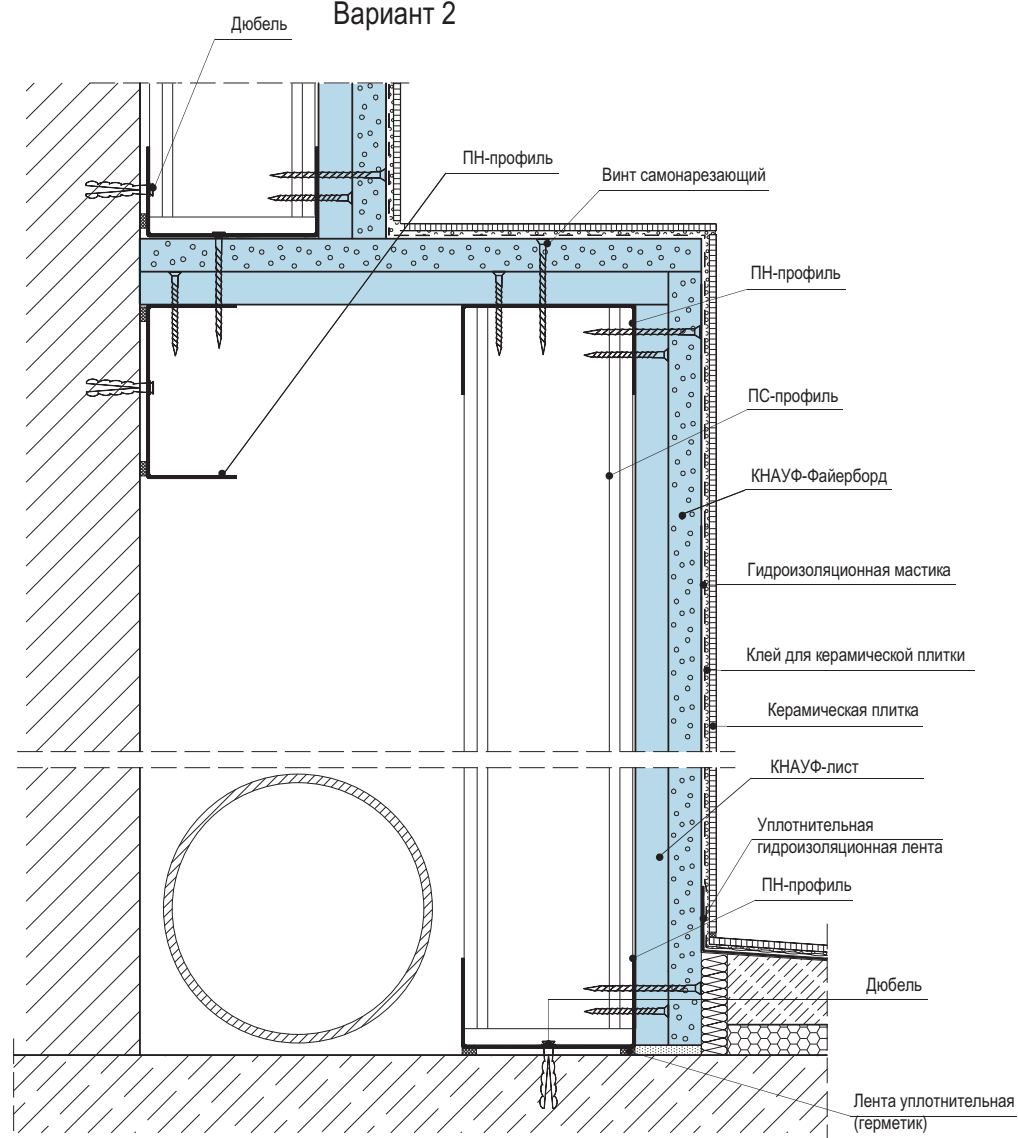 Вариант 2
Дюбель
ПН-профиль
Винт самонарезающий
ПН-профиль
ПС-профиль
КНАУФ-Файерборд
Гидроизоляционная мастика
Клей для керамической плитки
Керамическая плитка
КНАУФ-лист
Уплотнительная
гидроизоляционная лента
ПН-профиль
Дюбель
Лента уплотнительная
(герметик)